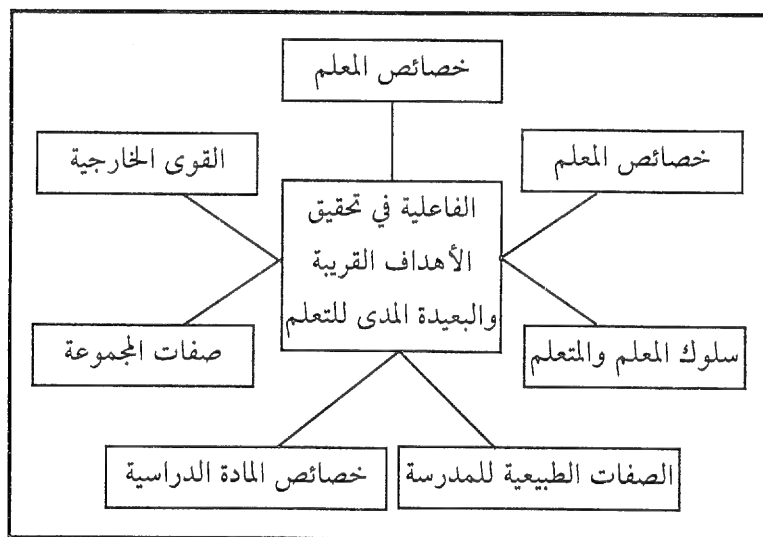 خصائص المعلم
خصائص المعلم
القوى الخارجية
الفاعلية في تحقيق
الأهداف القريبة
والبعيدة المدى للتعلم
سلوك المعلم والمتعلم
صفات المجموعة
الصفات الطبيعية للمدرسة
خصائص المادة الدراسية